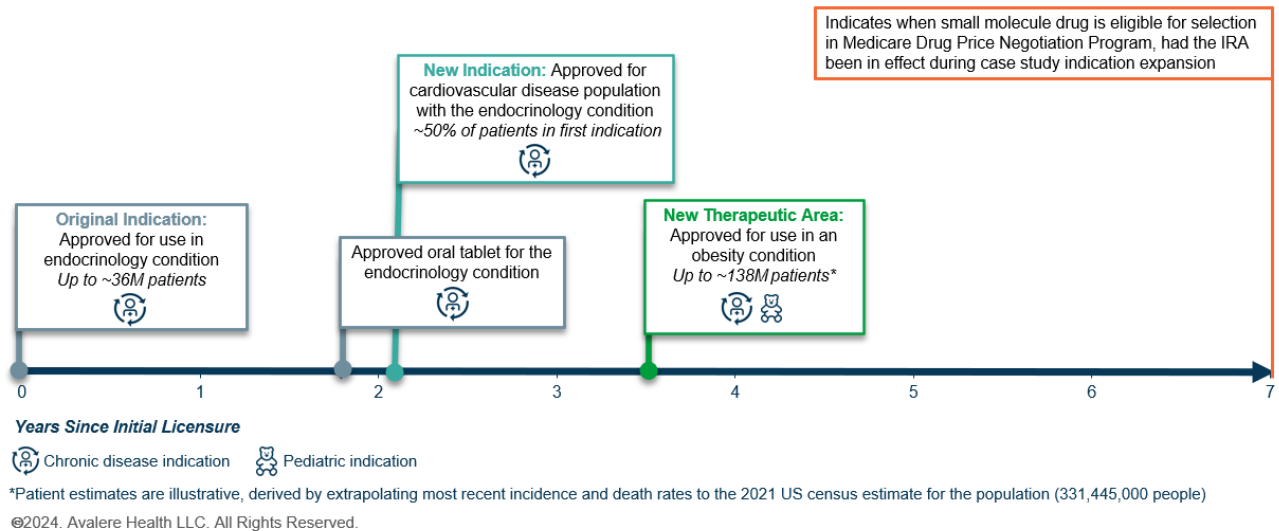 Indicates when small molecule drug is eligible for selection
in Medicare Drug Price Negotiation Program, had the IRA
been in effect during case study indication expansion
New Indication: Approved for
cardiovascular disease population
with the endocrinology condition
~50% of patients in first indication
Original Indication:
Approved for use in
endocrinology condition
Up to ~36M patients
Approved oral tablet for the
endocrinology condition
New Therapeutic Area:
Approved for use in an
obesity condition
Up to ~138M patients*
0 1 2 3 4 5 6 7
Years Since Initial Licensure
Chronic disease indication Pediatric indication
*Patient estimates are illustrative, derived by extrapolating most recent incidence and death rates to the 2021 US census estimate for the population (331,445,000 people)
©2024. Avalere Health LLC. All Rights Reserved.